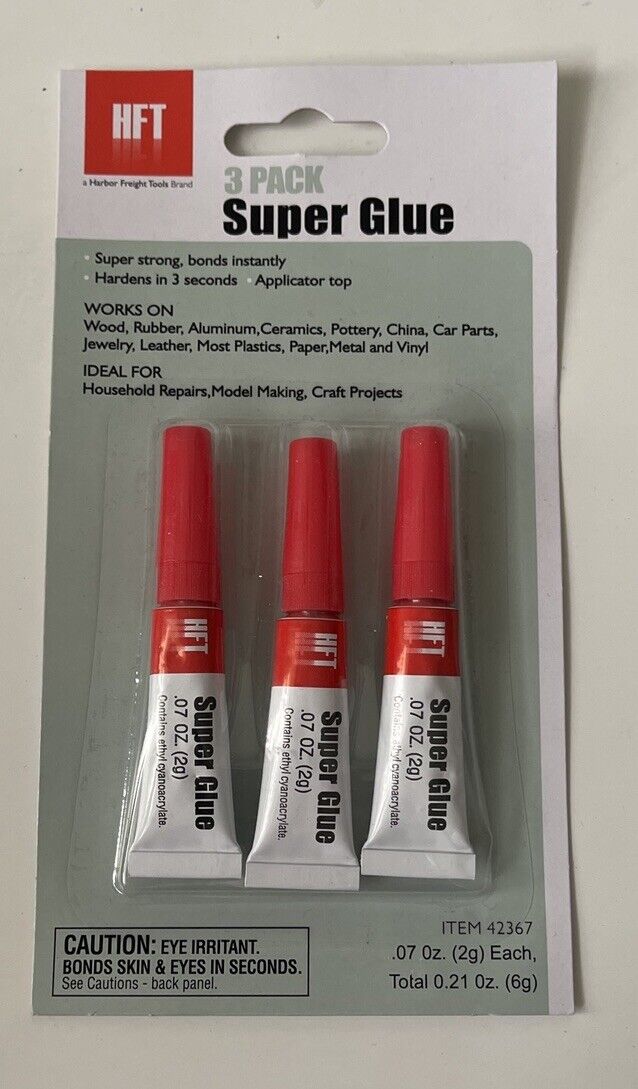 HFT
a Harbor Freight Tools Brand
3 PACK
Super Glue
• Super strong, bonds instantly
• Hardens in 3 seconds • Applicator top
WORKS ON
Wood, Rubber, Aluminum,Ceramics, Pottery, China, Car Parts,
Jewelry, Leather, Most Plastics, Paper,Metal and Vinyl
IDEAL FOR
Household Repairs,Model Making, Craft Projects
HFT
Super Glue
.07 OZ. (2g)
Contains ethyl cyanoacrylate.
HFT
Super Glue
.07 OZ. (2g)
Contains ethyl cyanoacrylate.
HFT
Super Glue
.07 OZ. (2g)
Contains ethyl cyanoacrylate.
CAUTION: EYE IRRITANT.
BONDS SKIN & EYES IN SECONDS.
See Cautions - back panel.
ITEM 42367
.07 Oz. (2g) Each,
Total 0.21 Oz. (6g)